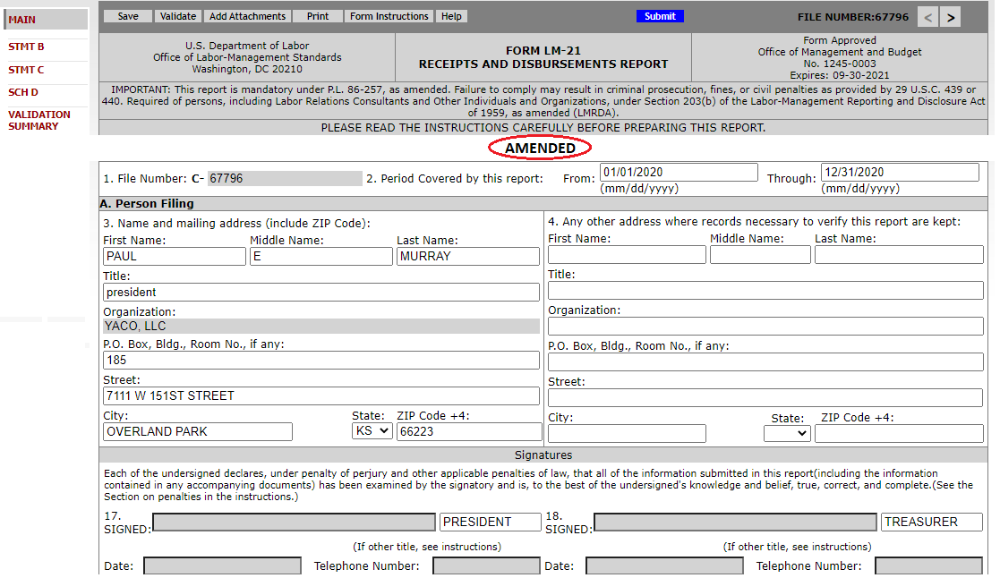 MAIN
STMT B
STMT C
SCH D
VALIDATION
SUMMARY
Save Validate Add Attachments Print Form Instructions Help Submit FILE NUMBER:67796 < >
U.S. Department of Labor
Office of Labor-Management Standards
Washington, DC 20210
FORM LM-21
RECEIPTS AND DISBURSEMENTS REPORT
Form Approved
Office of Management and Budget
No. 1245-0003
Expires: 09-30-2021
IMPORTANT: This report is mandatory under P.L. 86-257, as amended. Failure to comply may result in criminal prosecution, fines, or civil penalties as provided by 29 U.S.C. 439 or
440. Required of persons, including Labor Relations Consultants and Other Individuals and Organizations, under Section 203(b) of the Labor-Management Reporting and Disclosure Act
of 1959, as amended (LMRDA).
PLEASE READ THE INSTRUCTIONS CAREFULLY BEFORE PREPARING THIS REPORT.
AMENDED
1. File Number: C- 67796 2. Period Covered by this report: From: 01/01/2020 Through: 12/31/2020
(mm/dd/yyyy) (mm/dd/yyyy)
A. Person Filing
3. Name and mailing address (include ZIP Code):
First Name: Middle Name: Last Name:
PAUL E MURRAY
Title:
president
Organization:
YACO, LLC
P.O. Box, Bldg., Room No., if any:
185
Street:
7111 W 151ST STREET
City: State: ZIP Code +4:
OVERLAND PARK KS 66223
4. Any other address where records necessary to verify this report are kept:
First Name: Middle Name: Last Name:
Title:
Organization:
P.O. Box, Bldg., Room No., if any:
Street:
City: State: ZIP Code +4:
Signatures
Each of the undersigned declares, under penalty of perjury and other applicable penalties of law, that all of the information submitted in this report(including the information
contained in any accompanying documents) has been examined by the signatory and is, to the best of the undersigned's knowledge and belief, true, correct, and complete.(See the
Section on penalties in the instructions.)
17.
SIGNED: PRESIDENT
(If other title, see instructions)
Date: Telephone Number:
18.
SIGNED: TREASURER
(If other title, see instructions)
Date: Telephone Number: